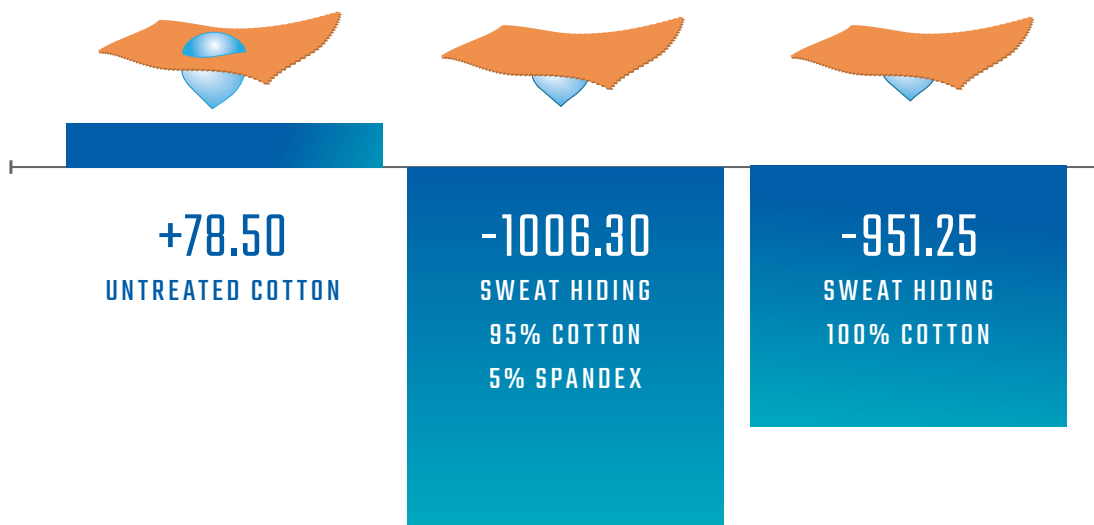 +78.50
UNTREATED COTTON
-1006.30
SWEAT HIDING
95% COTTON
5% SPANDEX
-951.25
SWEAT HIDING
100% COTTON